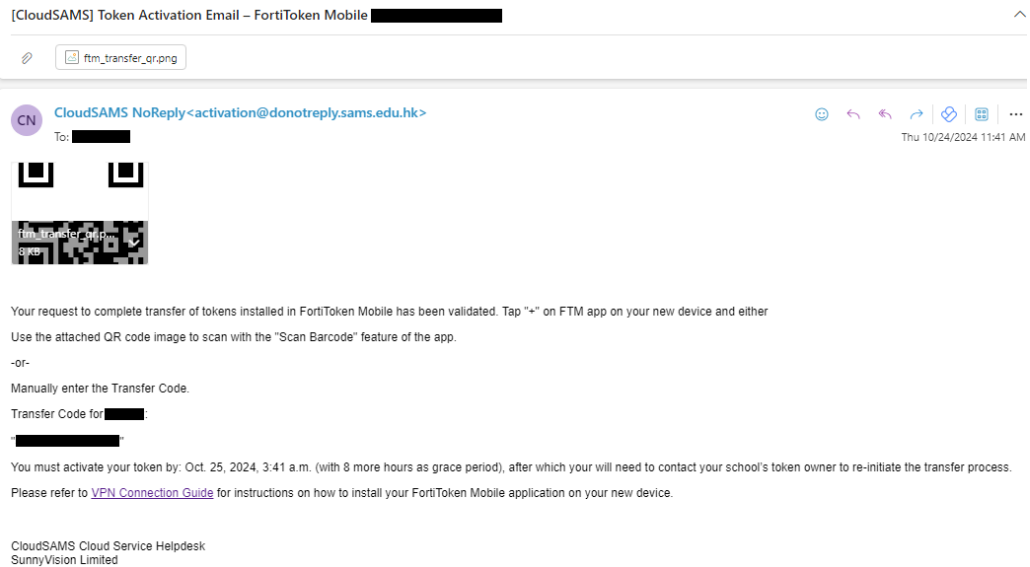 [CloudSAMS] Token Activation Email – FortiToken Mobile
ftm_transfer_qr.png
CN
CloudSAMS NoReply<activation@donotreply.sams.edu.hk>
To:
Thu 10/24/2024 11:41 AM
ftm_transfer_qr.p...
8 KB
Your request to complete transfer of tokens installed in FortiToken Mobile has been validated. Tap "+" on FTM app on your new device and either
Use the attached QR code image to scan with the "Scan Barcode" feature of the app.
-or-
Manually enter the Transfer Code.
Transfer Code for :
" "
You must activate your token by: Oct. 25, 2024, 3:41 a.m. (with 8 more hours as grace period), after which your will need to contact your school's token owner to re-initiate the transfer process.
Please refer to VPN Connection Guide for instructions on how to install your FortiToken Mobile application on your new device.
CloudSAMS Cloud Service Helpdesk
SunnyVision Limited